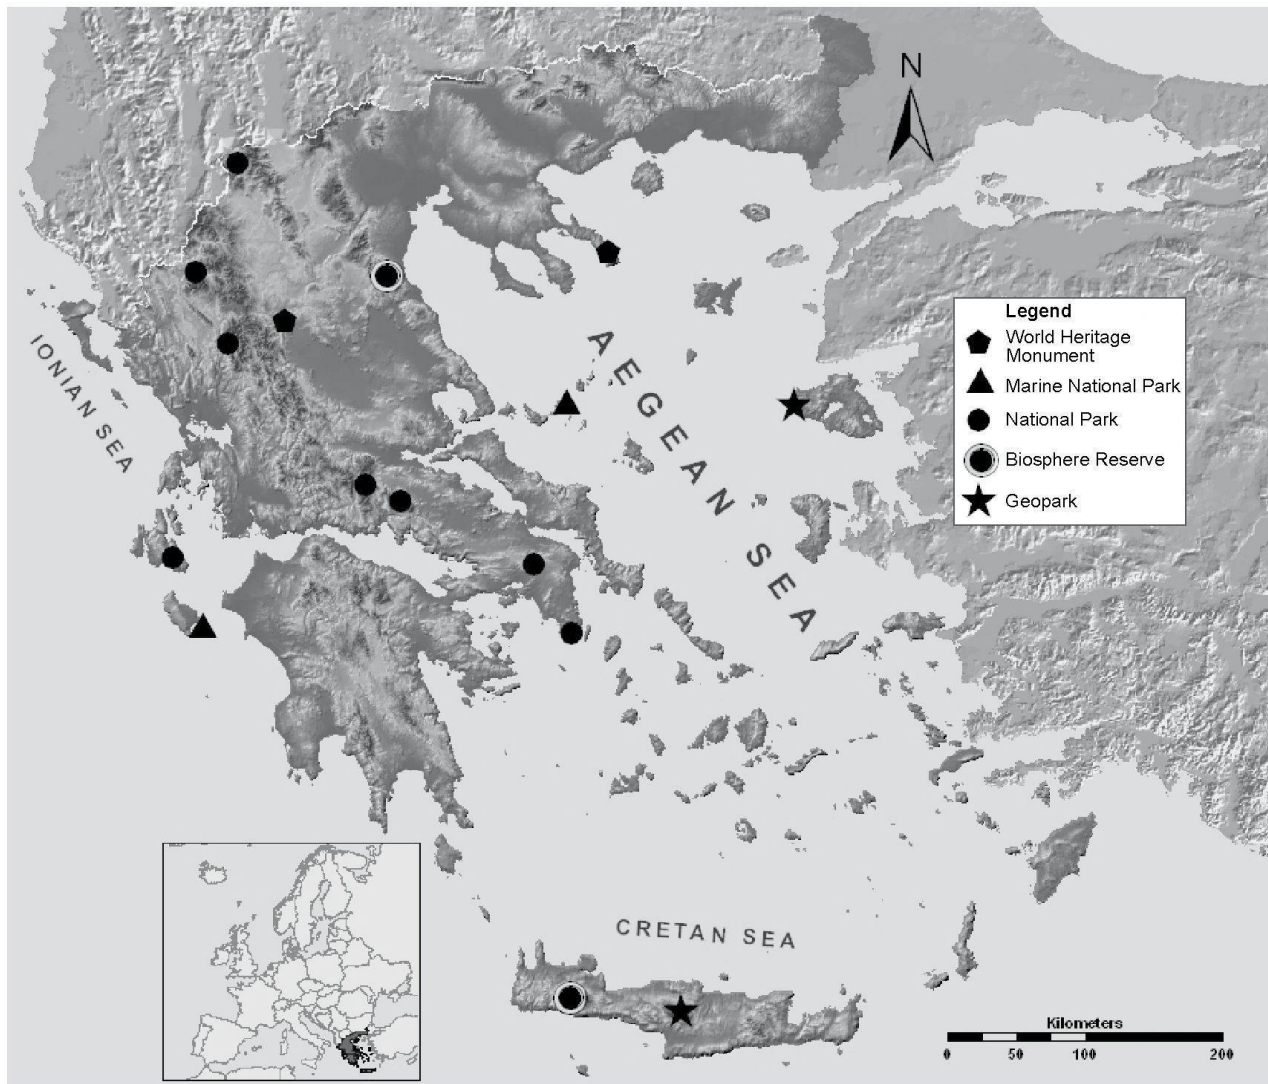 N
IONIAN SEA
AEGEAN SEA
Legend
World Heritage
Monument
Marine National Park
National Park
Biosphere Reserve
Geopark
CRETAN SEA
Kilometers
0 50 100 200